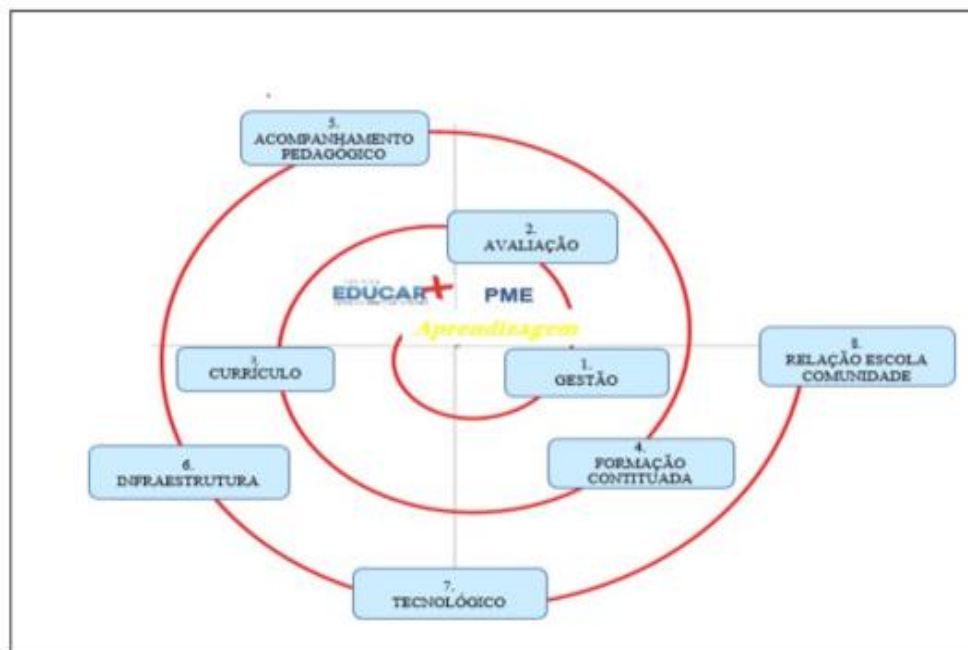 5.
ACOMPANHAMENTO
PEDAGÓGICO
2.
AVALIAÇÃO
EDUCAR
PME
Aprendizagem
3.
CURRÍCULO
1.
GESTÃO
8.
RELAÇÃO ESCOLA
COMUNIDADE
4.
FORMAÇÃO
CONTITUADA
6.
INFRAESTRUTURA
7.
TECNOLÓGICO